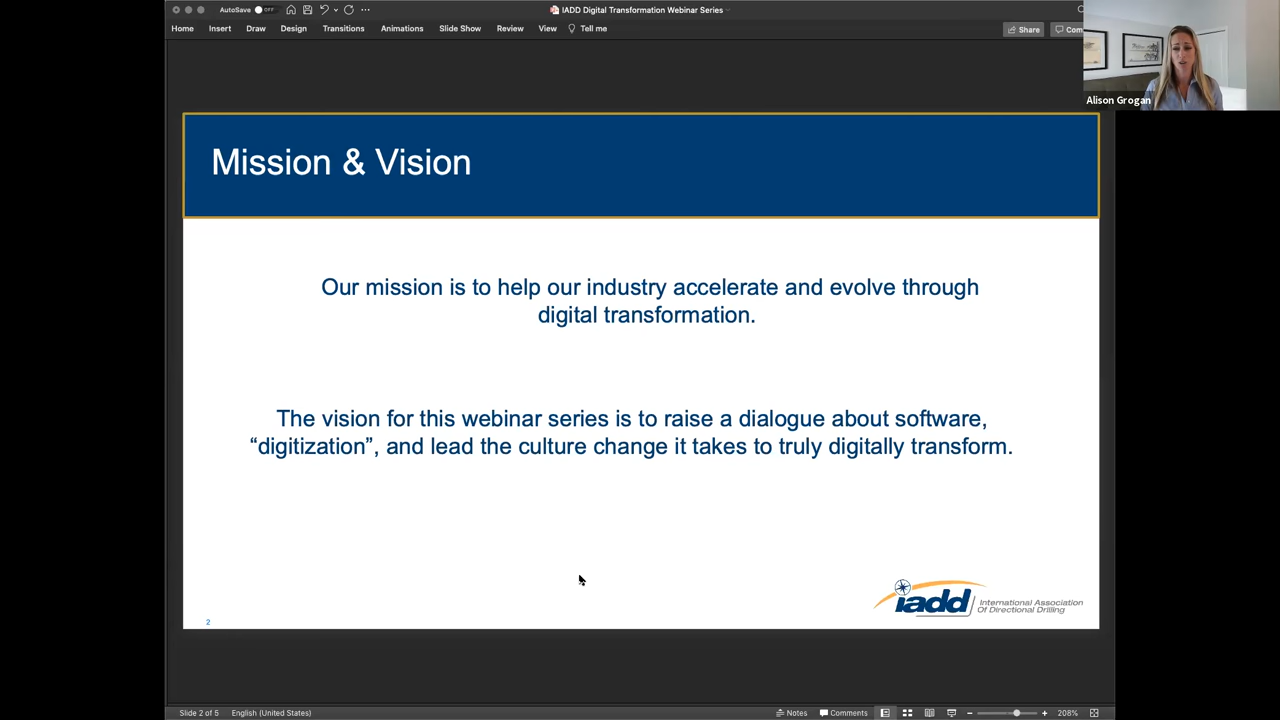 AutoSave OFF
IADD Digital Transformation Webinar Series
Home Insert Draw Design Transitions Animations Slide Show Review View Tell me
Share
Com
Alison Grogan
Mission & Vision
Our mission is to help our industry accelerate and evolve through
digital transformation.
The vision for this webinar series is to raise a dialogue about software,
“digitization”, and lead the culture change it takes to truly digitally transform.
iadd
International Association
Of Directional Drilling
2
Slide 2 of 5 English (United States) Notes Comments 208%